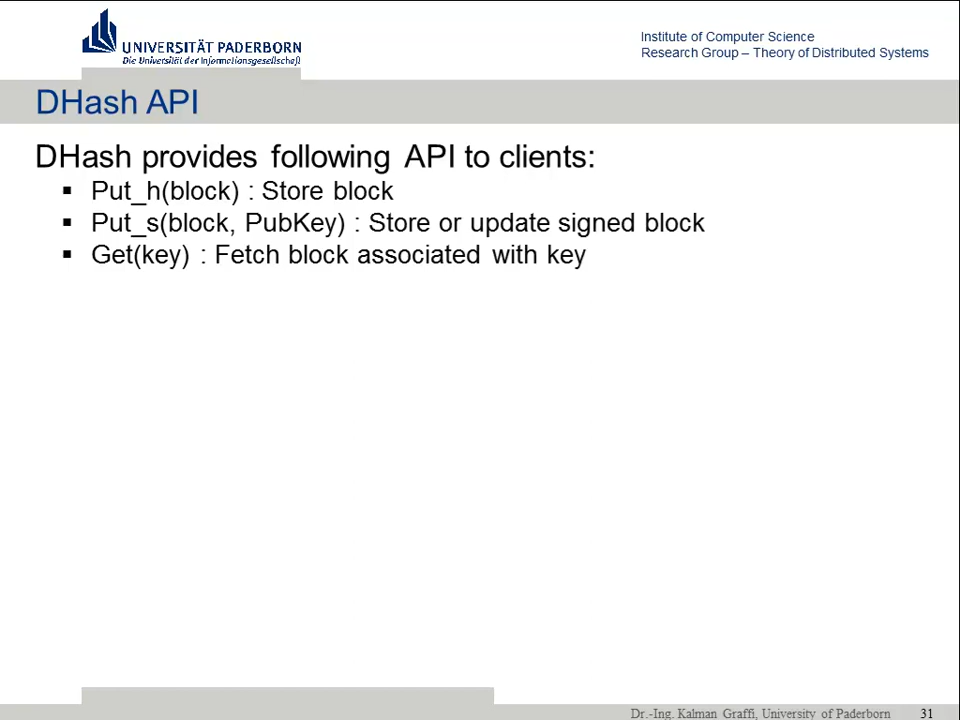 UNIVERSITÄT PADERBORN
Die Universität der Informationsgesellschaft
Institute of Computer Science
Research Group – Theory of Distributed Systems
DHash API
DHash provides following API to clients:
▪ Put_h(block) : Store block
▪ Put_s(block, PubKey) : Store or update signed block
▪ Get(key) : Fetch block associated with key
Dr.-Ing. Kalman Graffi, University of Paderborn 31